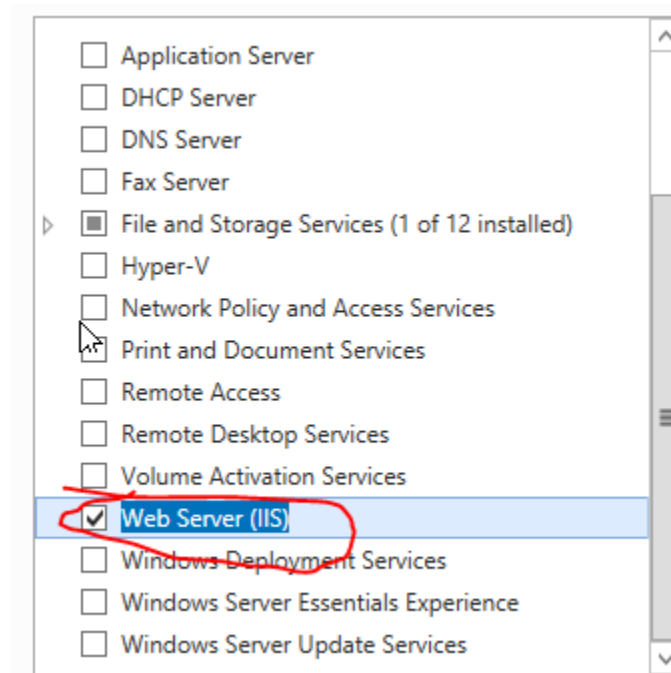 Application Server
DHCP Server
DNS Server
Fax Server
File and Storage Services (1 of 12 installed)
Hyper-V
Network Policy and Access Services
Print and Document Services
Remote Access
Remote Desktop Services
Volume Activation Services
Web Server (IIS)
Windows Deployment Services
Windows Server Essentials Experience
Windows Server Update Services